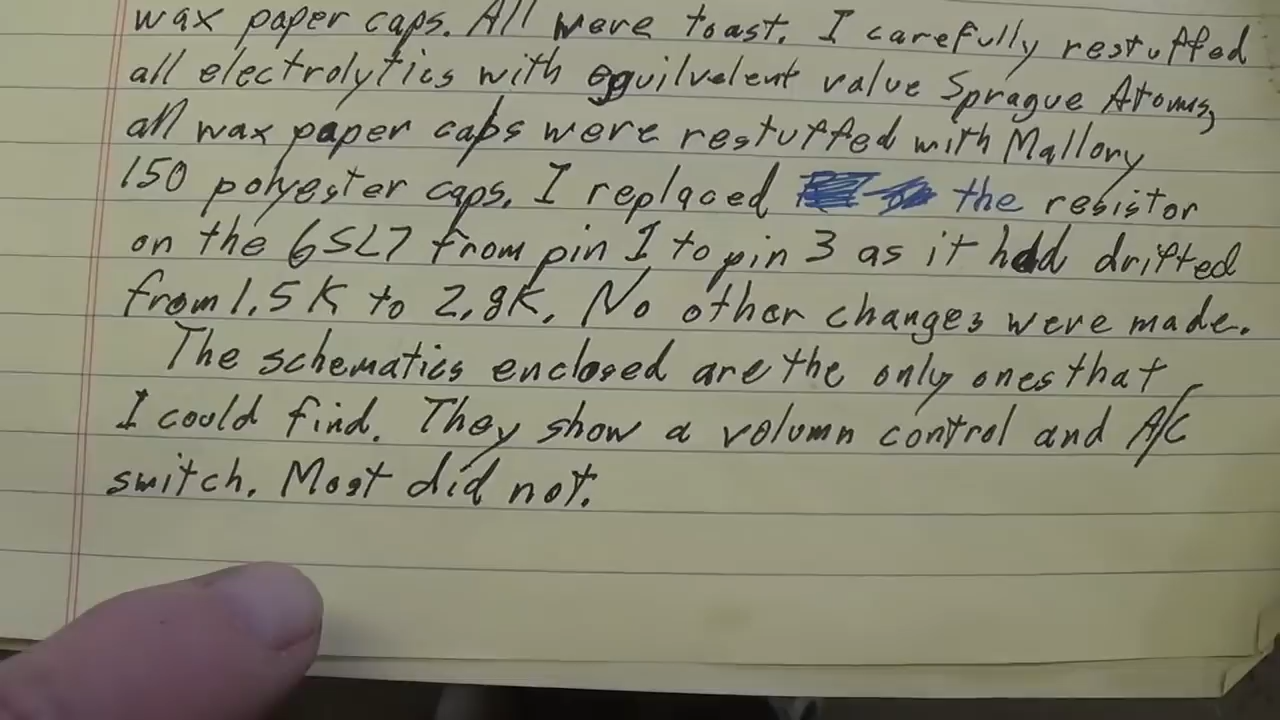 wax paper caps. All were toast. I carefully restuffed
all electrolytics with eguilvelent value Sprague Atoms,
all wax paper caps were restuffed with Mallory
150 polyester caps. I replaced the resistor
on the 6SL7 from pin 1 to pin 3 as it had drifted
from 1.5K to 2.8K. No other changes were made.
The schematics enclosed are the only ones that
I could find. They show a volumn control and A/C
switch. Most did not.